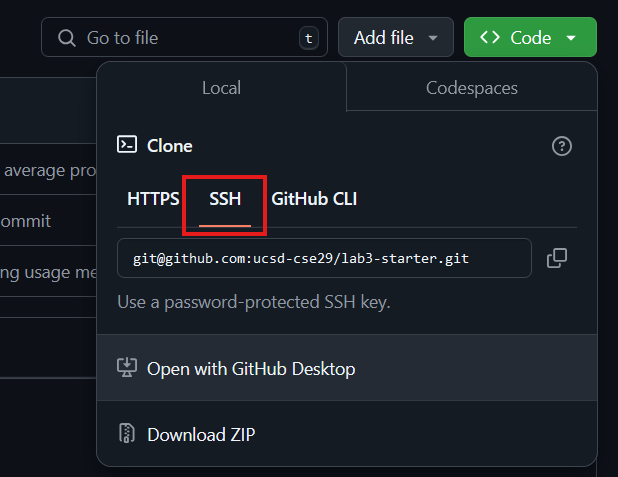 Go to file t Add file Code
Local Codespaces
Clone
average pro
HTTPS SSH GitHub CLI
ommit
git@github.com:ucsd-cse29/lab3-starter.git
ng usage me
Use a password-protected SSH key.
Open with GitHub Desktop
Download ZIP